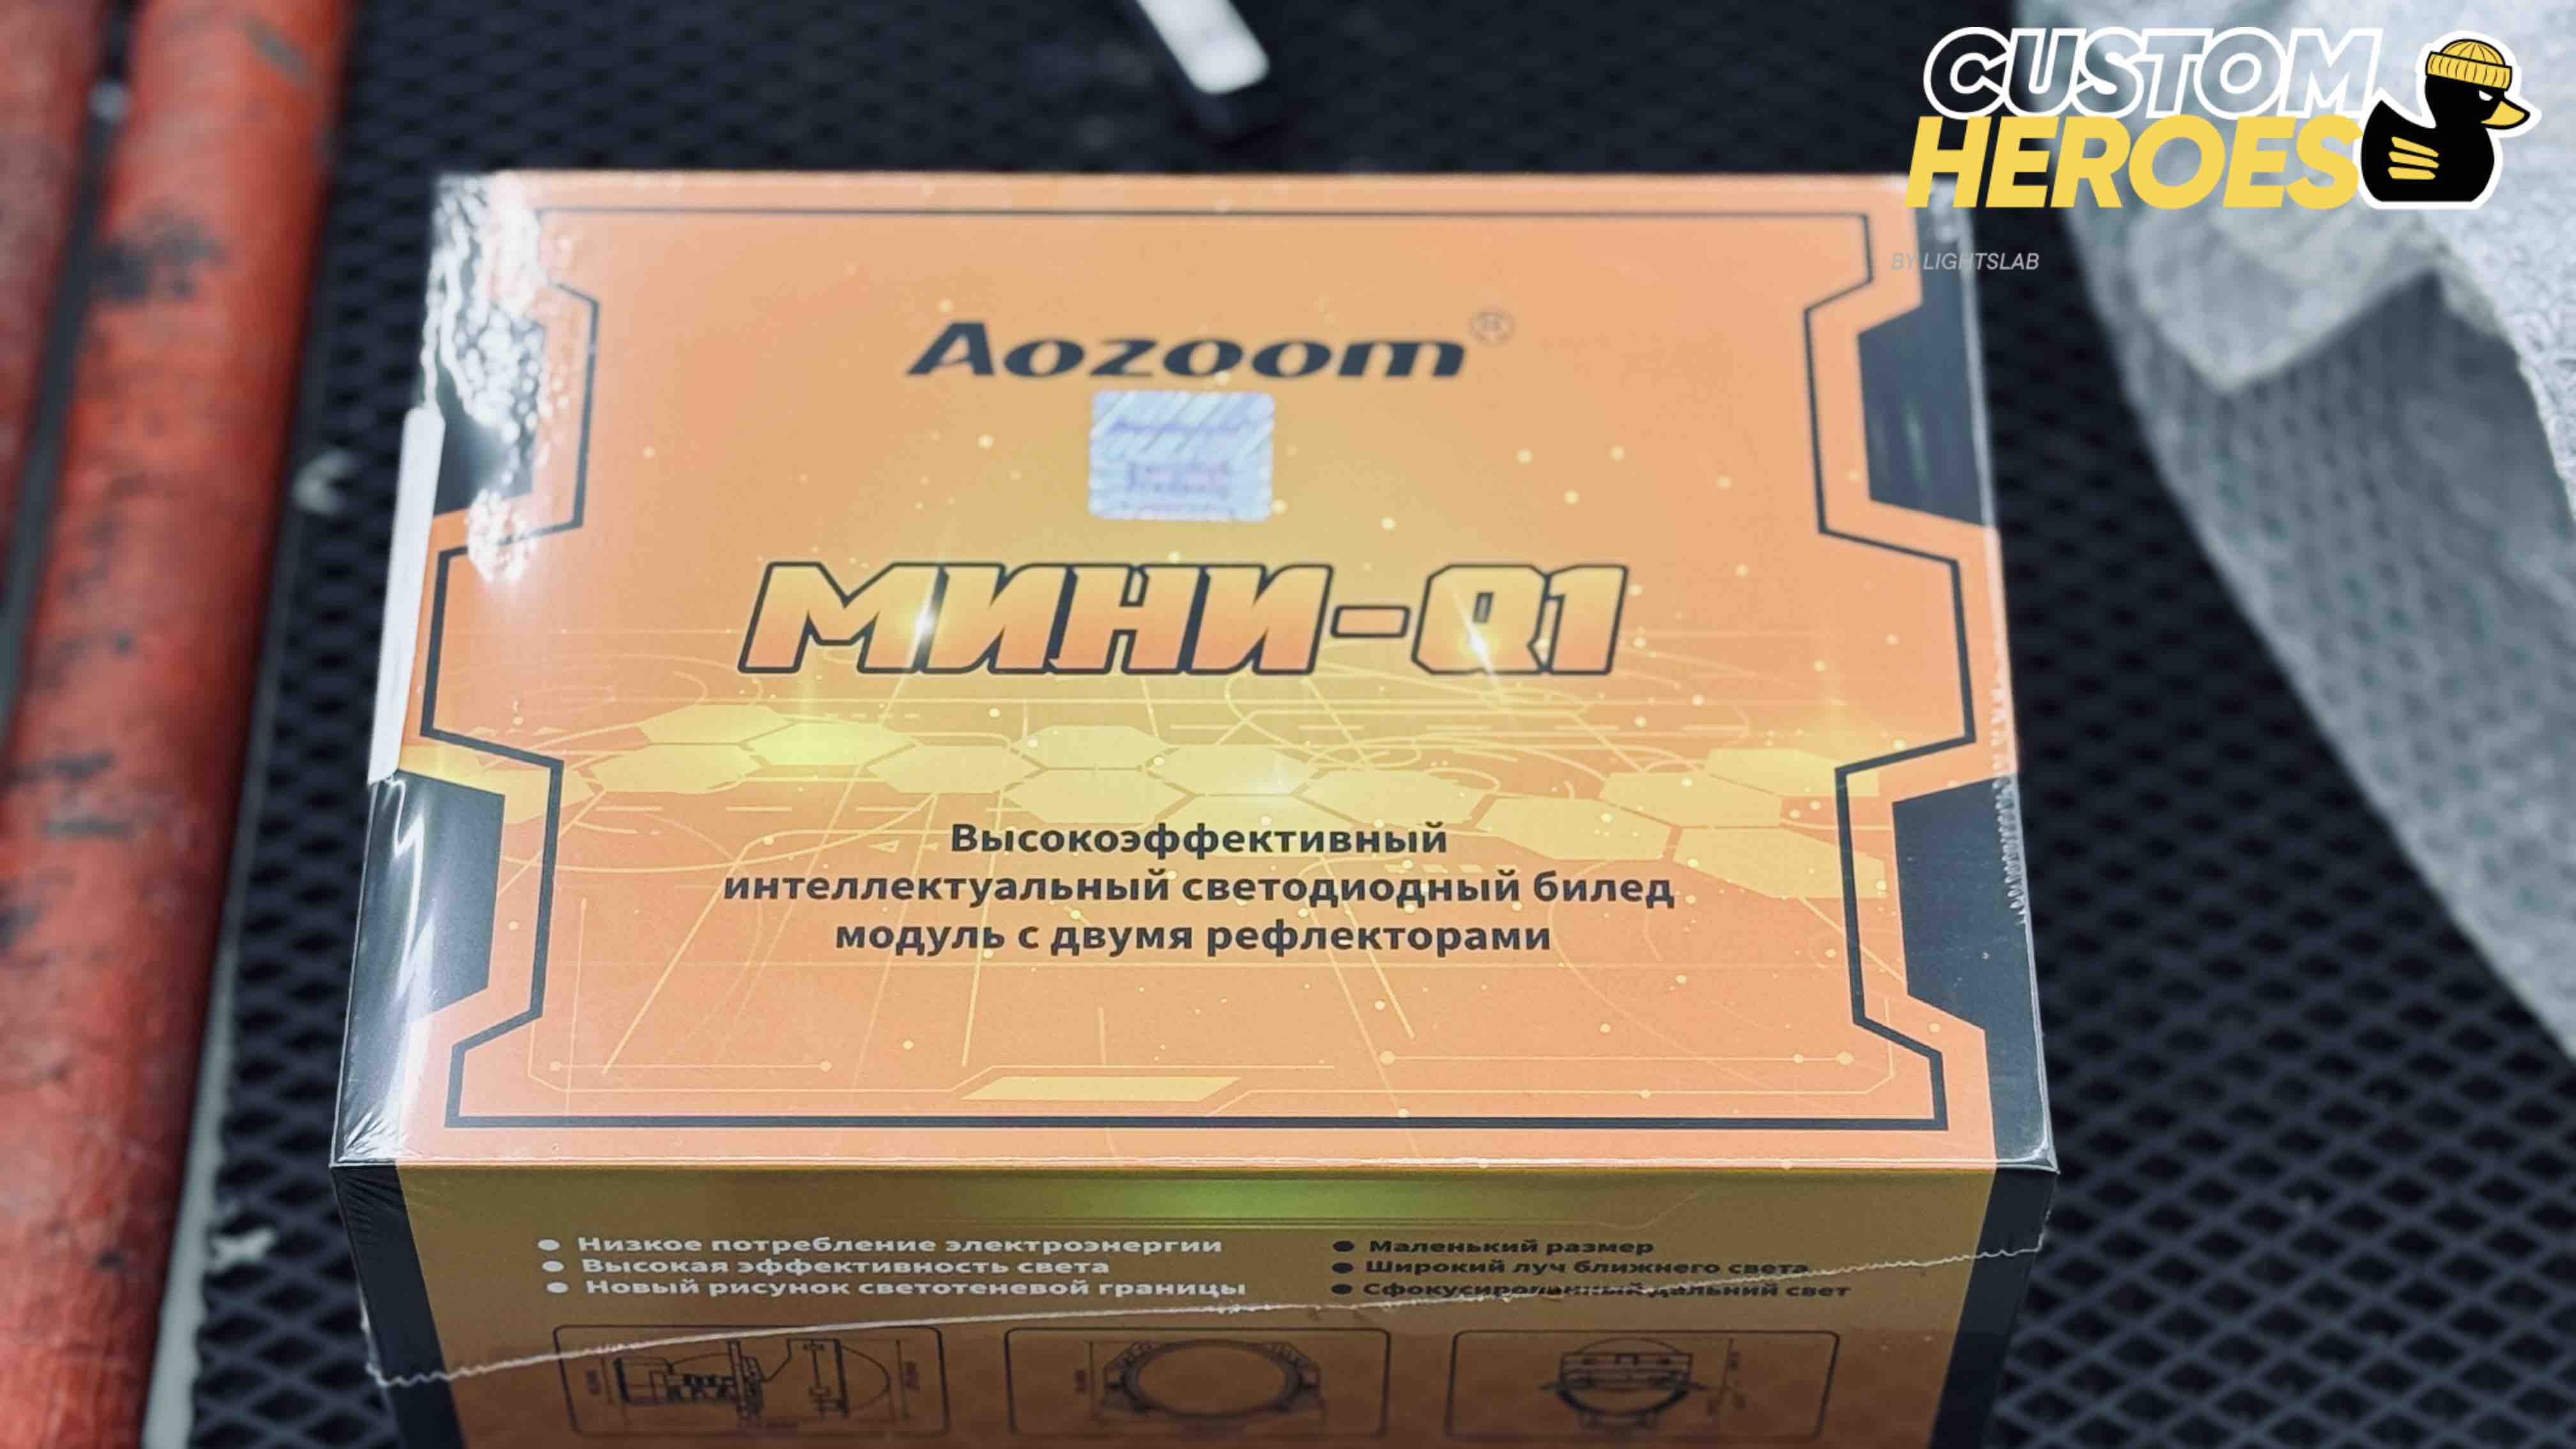 CUSTOM
HEROES
BY LIGHTSLAB
Aozoom®
МИНИ-Q1
Высокоэффективный
интеллектуальный светодиодный билед
модуль с двумя рефлекторами
● Низкое потребление электроэнергии
● Высокая эффективность света
● Новый рисунок светотеневой границы
● Маленький размер
● Широкий луч ближнего света
● Сфокусированный дальний свет